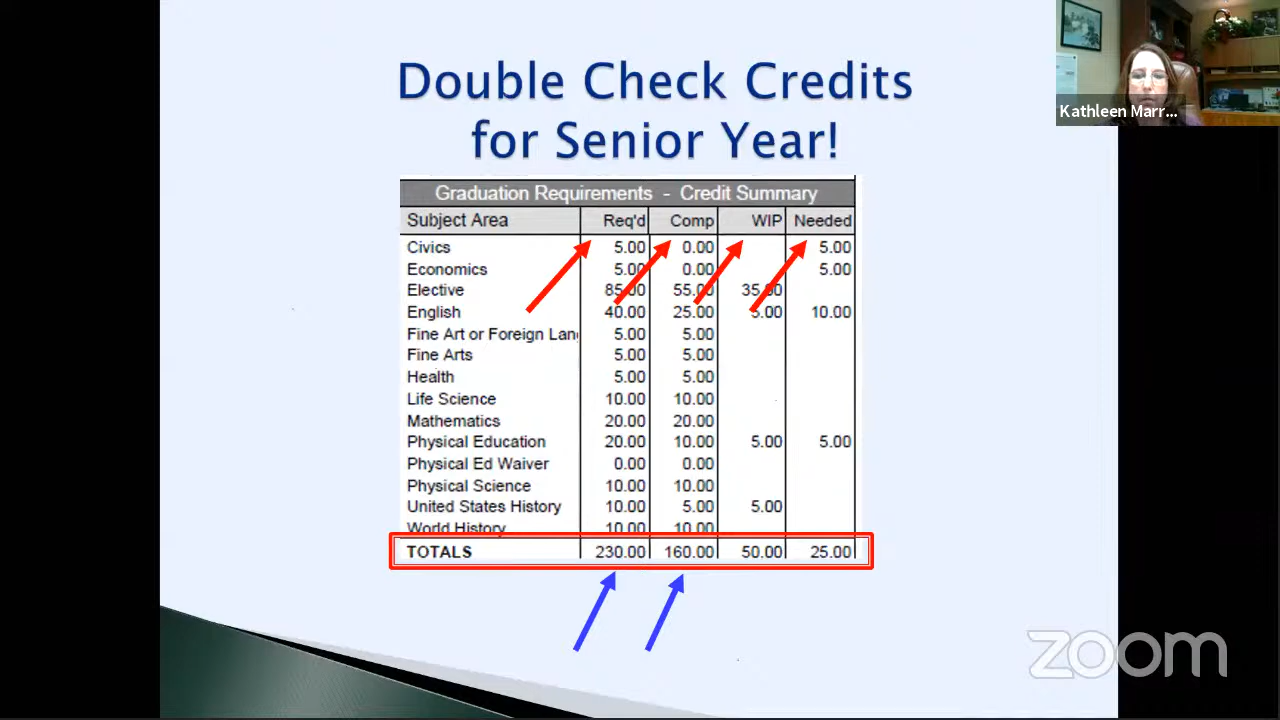 Double Check Credits
for Senior Year!
Kathleen Marr...
Graduation Requirements - Credit Summary
Subject Area Req'd Comp WIP Needed
Civics 5.00 0.00 5.00
Economics 5.00 0.00 5.00
Elective 85.00 55.00 35.00
English 40.00 25.00 5.00 10.00
Fine Art or Foreign Lan
Fine Arts 5.00 5.00
Health 5.00 5.00
Life Science 10.00 10.00
Mathematics 20.00 20.00
Physical Education 20.00 10.00 5.00 5.00
Physical Ed Waiver 0.00 0.00
Physical Science 10.00 10.00
United States History 10.00 5.00 5.00
World History 10.00 10.00
TOTALS 230.00 160.00 50.00 25.00
zoom